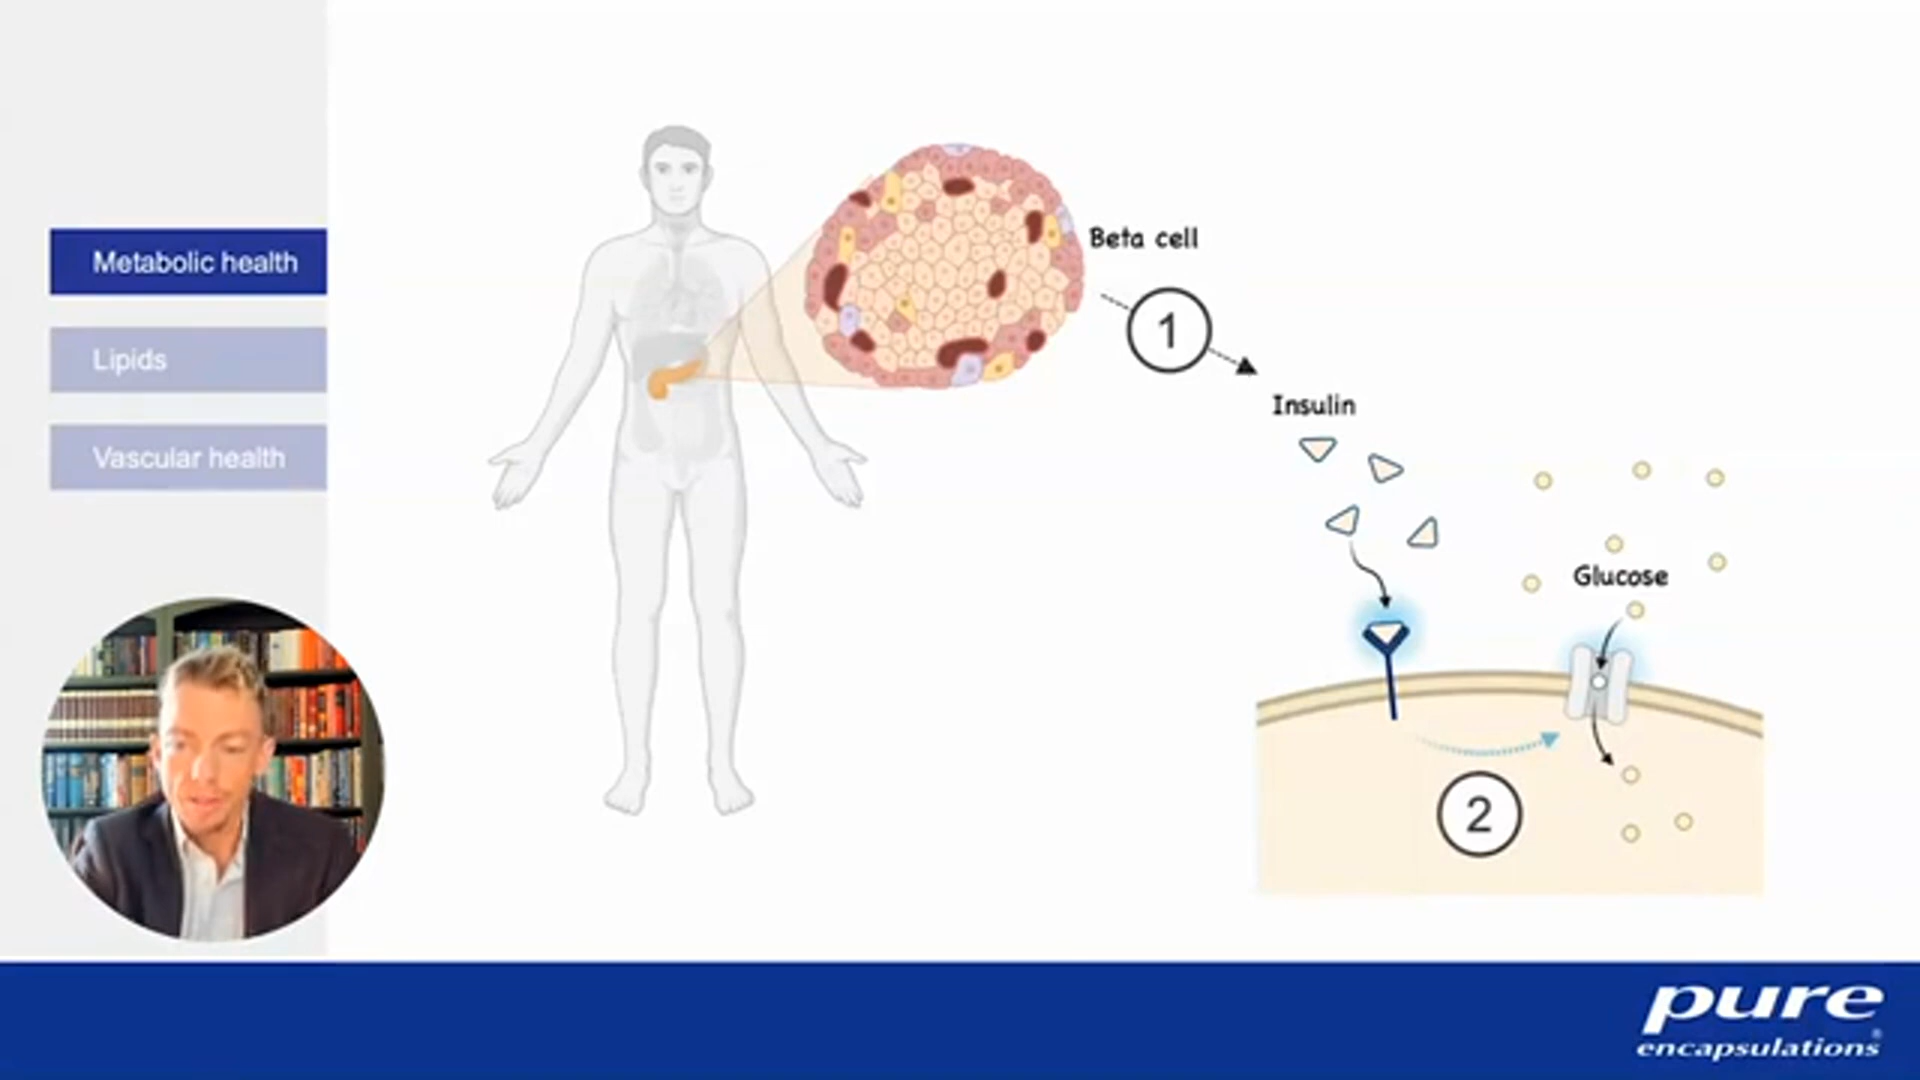 Metabolic health
Lipids
Vascular health
Beta cell
1
Insulin
Glucose
2
pure
encapsulations®